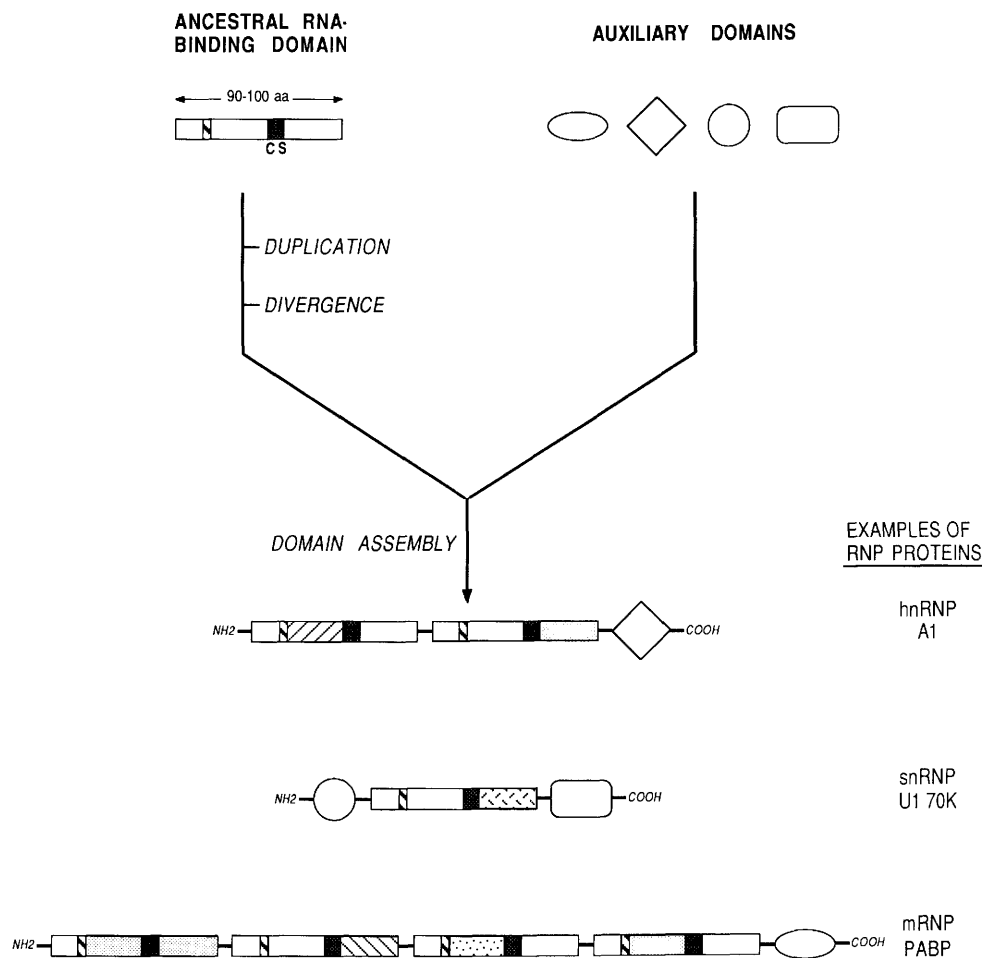 ANCESTRAL RNA-
BINDING DOMAIN
AUXILIARY DOMAINS
90-100 aa
CS
DUPLICATION
DIVERGENCE
DOMAIN ASSEMBLY
EXAMPLES OF
RNP PROTEINS
NH2
COOH
hnRNP
A1
NH2
COOH
snRNP
U1 70K
NH2
COOH
mRNP
PABP